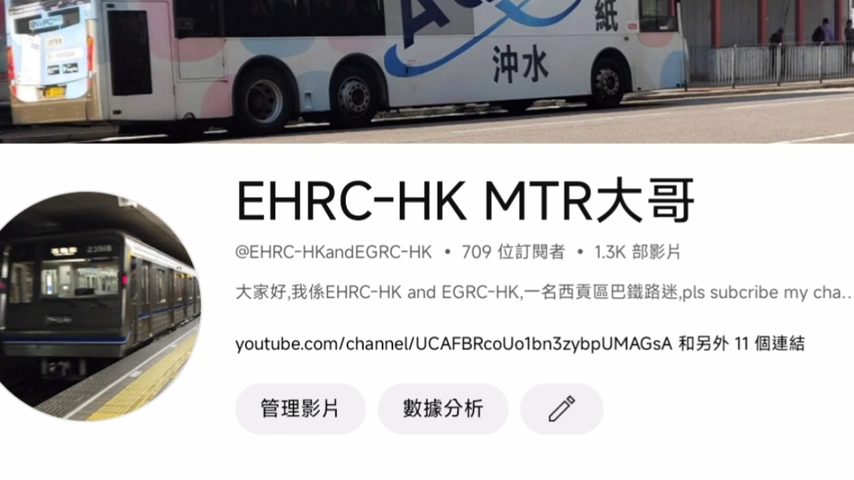 紙
沖水
EHRC-HK MTR大哥
@EHRC-HKandEGRC-HK • 709 位訂閱者 • 1.3K 部影片
大家好,我係EHRC-HK and EGRC-HK,一名西貢區巴鐵路迷,pls subcribe my cha...
youtube.com/channel/UCAFBRcoUo1bn3zybpUMAGsA 和另外 11 個連結
管理影片 數據分析